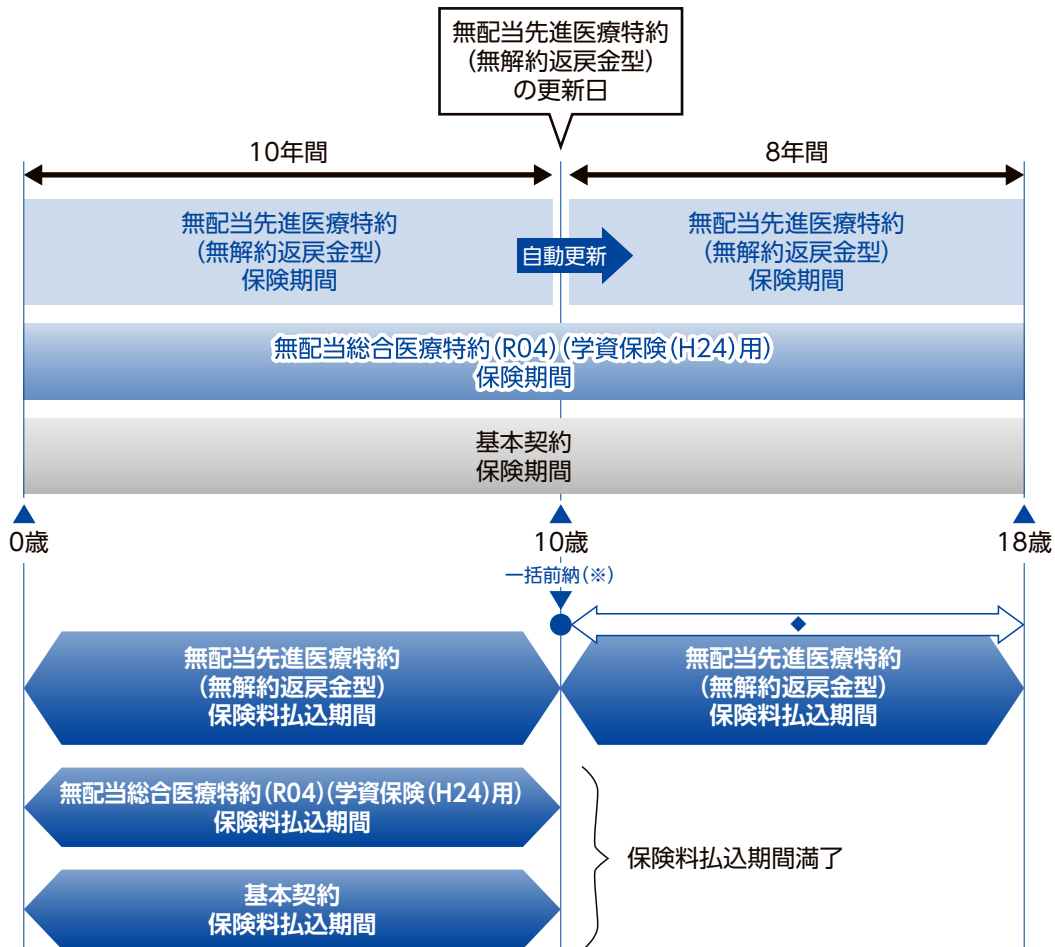 無配当先進医療特約
（無解約返戻金型）
の更新日
10年間
8年間
無配当先進医療特約
（無解約返戻金型）
保険期間
自動更新
無配当先進医療特約
（無解約返戻金型）
保険期間
無配当総合医療特約（R04）（学資保険（H24）用）
保険期間
基本契約
保険期間
0歳
10歳
18歳
一括前納（※）
無配当先進医療特約
（無解約返戻金型）
保険料払込期間
無配当先進医療特約
（無解約返戻金型）
保険料払込期間
無配当総合医療特約（R04）（学資保険（H24）用）
保険料払込期間
保険料払込期間満了
基本契約
保険料払込期間